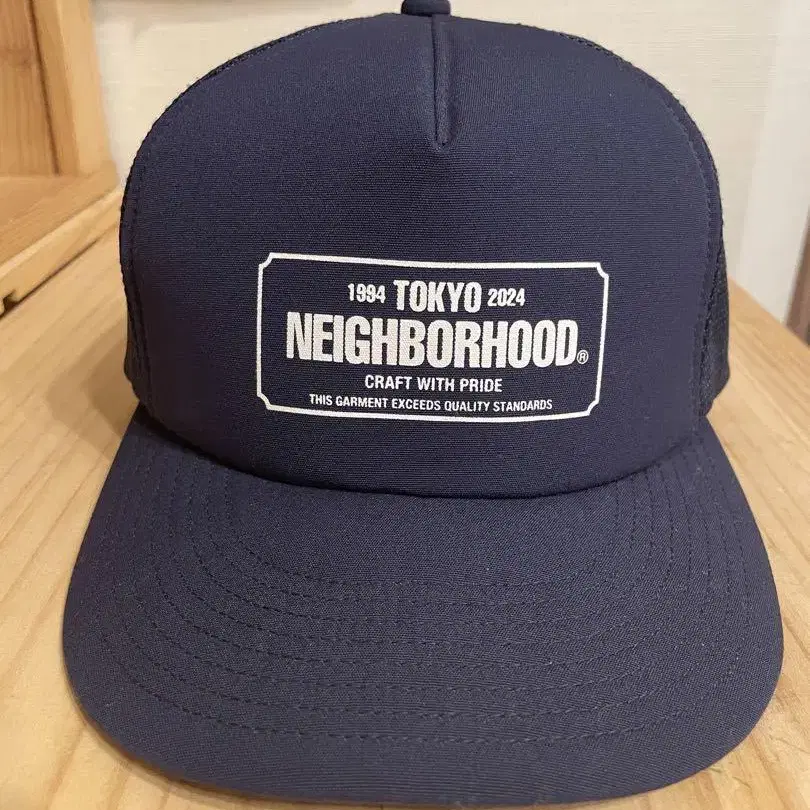 1994 TOKYO 2024
NEIGHBORHOOD®
CRAFT WITH PRIDE
THIS GARMENT EXCEEDS QUALITY STANDARDS